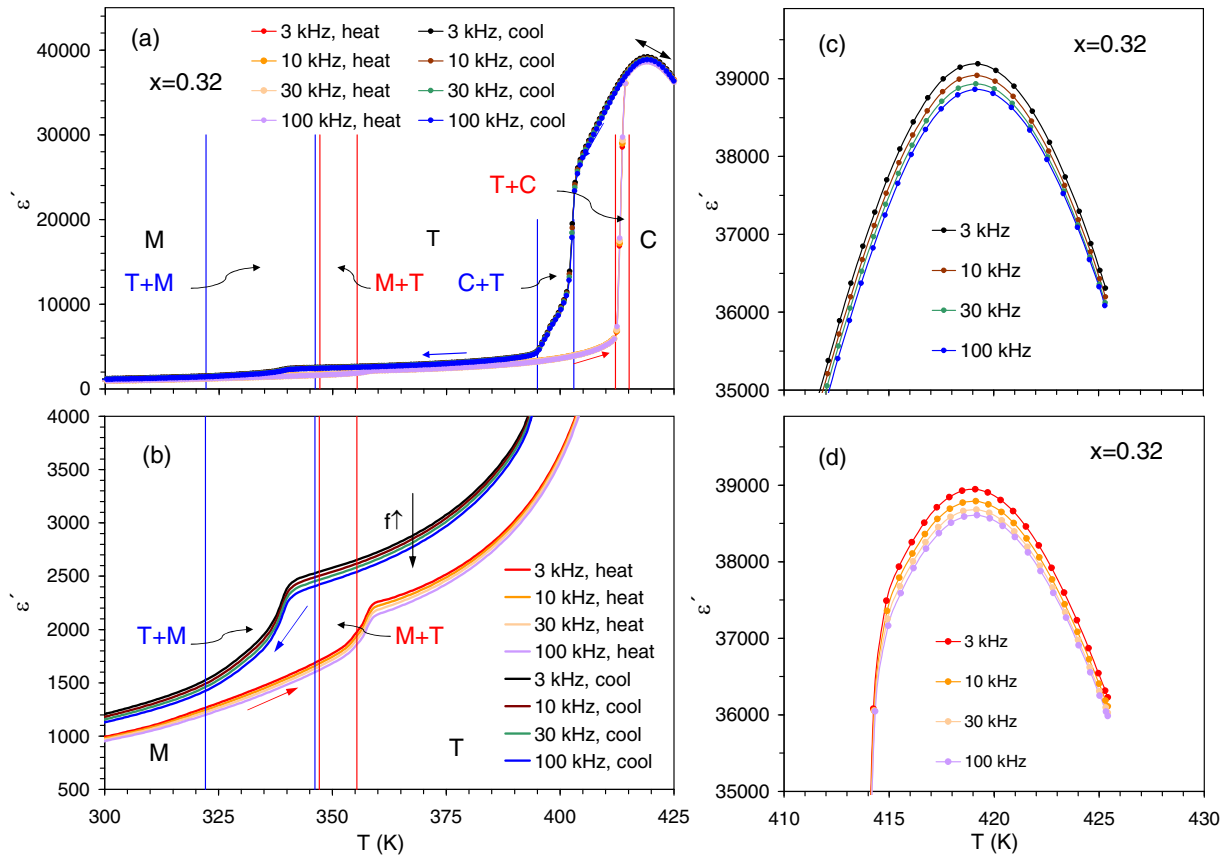 (a)
3 kHz, heat
10 kHz, heat
30 kHz, heat
100 kHz, heat
3 kHz, cool
10 kHz, cool
30 kHz, cool
100 kHz, cool
x=0.32
T+C
M
T
C
T+M
M+T
C+T
40000
30000
20000
10000
0
ε´
(b)
f↑
T+M
M+T
3 kHz, heat
10 kHz, heat
30 kHz, heat
100 kHz, heat
3 kHz, cool
10 kHz, cool
30 kHz, cool
100 kHz, cool
M
T
4000
3500
3000
2500
2000
1500
1000
500
ε´
300
325
350
375
400
425
T (K)
(c)
x=0.32
3 kHz
10 kHz
30 kHz
100 kHz
39000
38000
37000
36000
35000
ε´
410
415
420
425
430
(d)
x=0.32
3 kHz
10 kHz
30 kHz
100 kHz
39000
38000
37000
36000
35000
ε´
410
415
420
425
430
T (K)